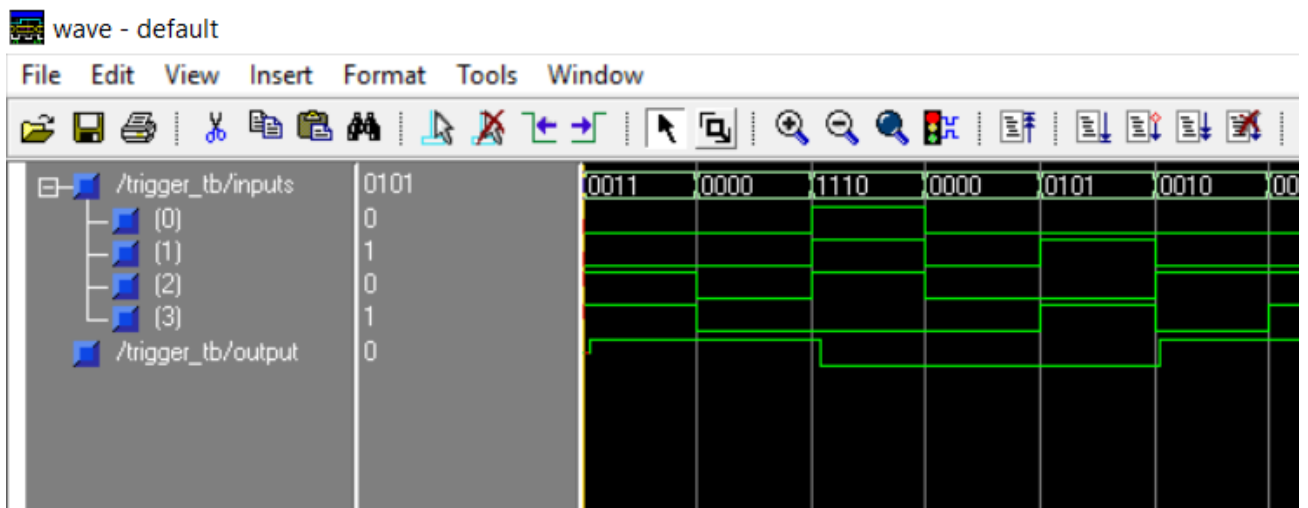 wave - default
File Edit View Insert Format Tools Window
/trigger_tb/inputs 0101 0011 0000 1110 0000 0101 0010 00
(0) 0
(1) 1
(2) 0
(3) 1
/trigger_tb/output 0